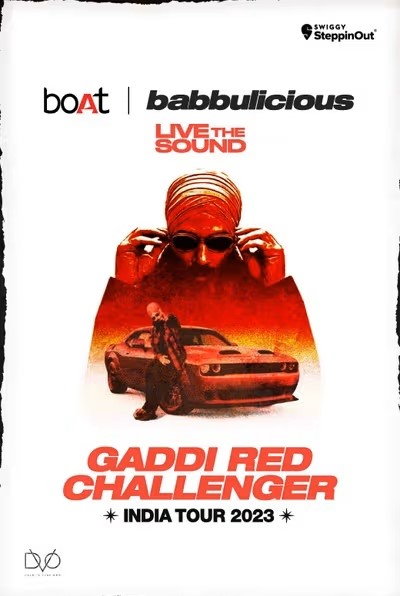 SWIGGY
SteppinOut
boAt | babbulicious
LIVE THE
SOUND
GADDI RED
CHALLENGER
INDIA TOUR 2023
DVO